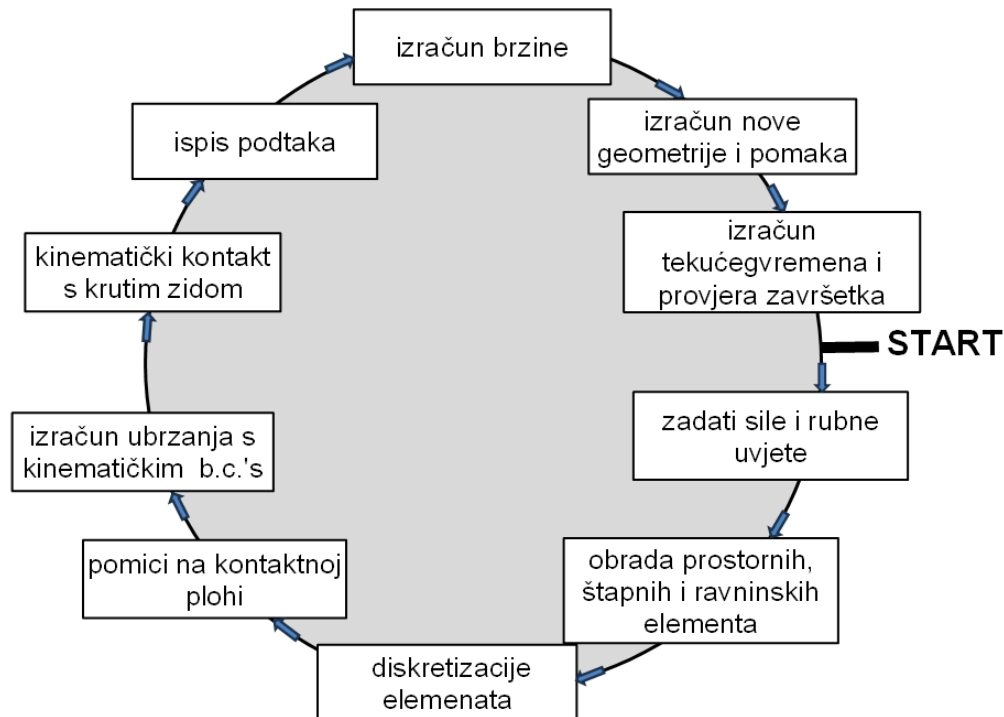 izračun brzine
izračun nove
geometrije i pomaka
izračun
tekućegvremena i
provjera završetka
START
zadati sile i rubne
uvjete
obrada prostornih,
štapnih i ravninskih
elementa
diskretizacije
elemenata
pomici na kontaktnoj
plohi
izračun ubrzanja s
kinematičkim b.c.'s
kinematički kontakt
s krutim zidom
ispis podtaka